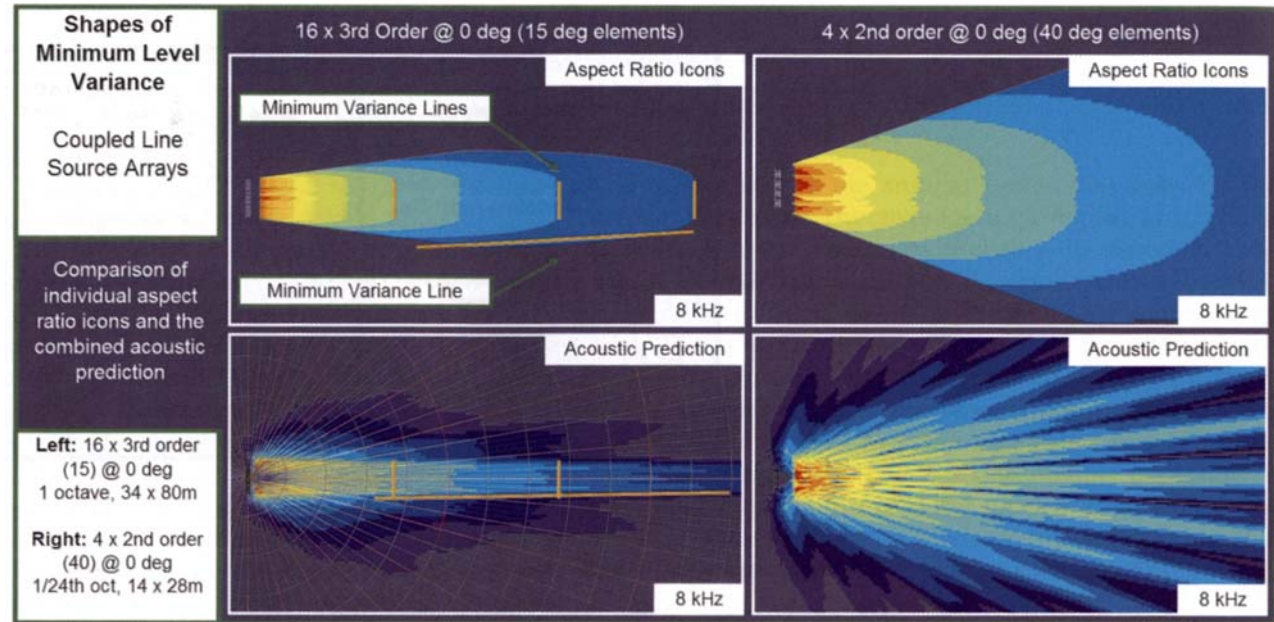 Shapes of
Minimum Level
Variance
Coupled Line
Source Arrays
Comparison of
individual aspect
ratio icons and the
combined acoustic
prediction
Left: 16 x 3rd order
(15) @ 0 deg
1 octave, 34 x 80m
Right: 4 x 2nd order
(40) @ 0 deg
1/24th oct, 14 x 28m
16 x 3rd Order @ 0 deg (15 deg elements)
Aspect Ratio Icons
Minimum Variance Lines
Minimum Variance Line
8 kHz
Acoustic Prediction
8 kHz
4 x 2nd order @ 0 deg (40 deg elements)
Aspect Ratio Icons
8 kHz
Acoustic Prediction
8 kHz